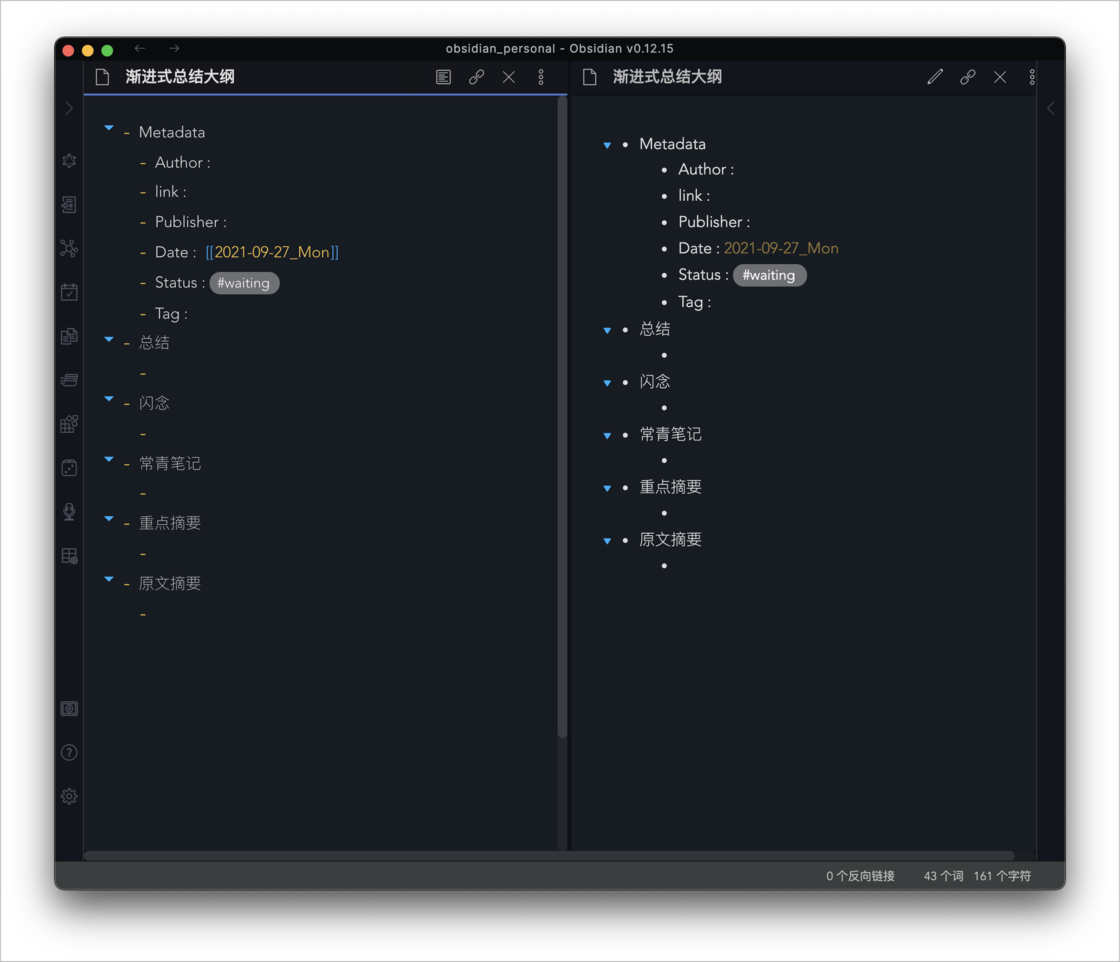 obsidian_personal - Obsidian v0.12.15
渐进式总结大纲
- Metadata
- Author :
- link :
- Publisher :
- Date : [[2021-09-27_Mon]]
- Status : #waiting
- Tag :
- 总结
-
- 闪念
-
- 常青笔记
-
- 重点摘要
-
- 原文摘要
-
渐进式总结大纲
• Metadata
• Author :
• link :
• Publisher :
• Date : 2021-09-27_Mon
• Status : #waiting
• Tag :
• 总结
•
• 闪念
•
• 常青笔记
•
• 重点摘要
•
• 原文摘要
•
0 个反向链接 43 个词 161 个字符